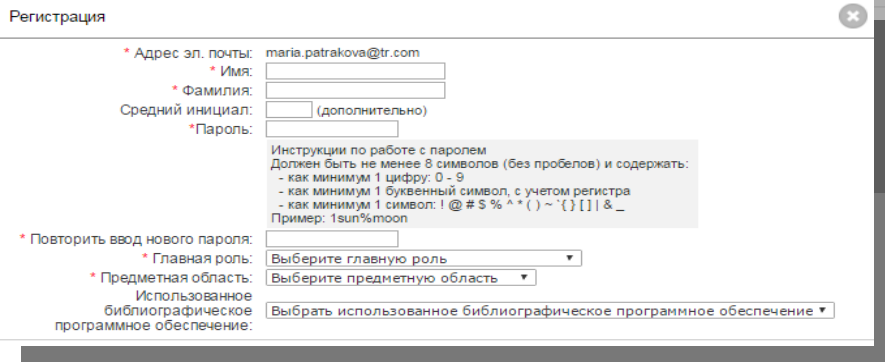 Регистрация
* Адрес эл. почты: maria.patrakova@tr.com
* Имя:
* Фамилия:
Средний инициал: (дополнительно)
*Пароль:
Инструкции по работе с паролем
Должен быть не менее 8 символов (без пробелов) и содержать:
- как минимум 1 цифру: 0 - 9
- как минимум 1 буквенный символ, с учетом регистра
- как минимум 1 символ: ! @ # $ % ^ * ( ) ~ `{ } [ ] | & _
Пример: 1sun%moon
* Повторить ввод нового пароля:
* Главная роль: Выберите главную роль
* Предметная область: Выберите предметную область
Использованное
библиографическое Выбрать использованное библиографическое программное обеспечение
программное обеспечение: